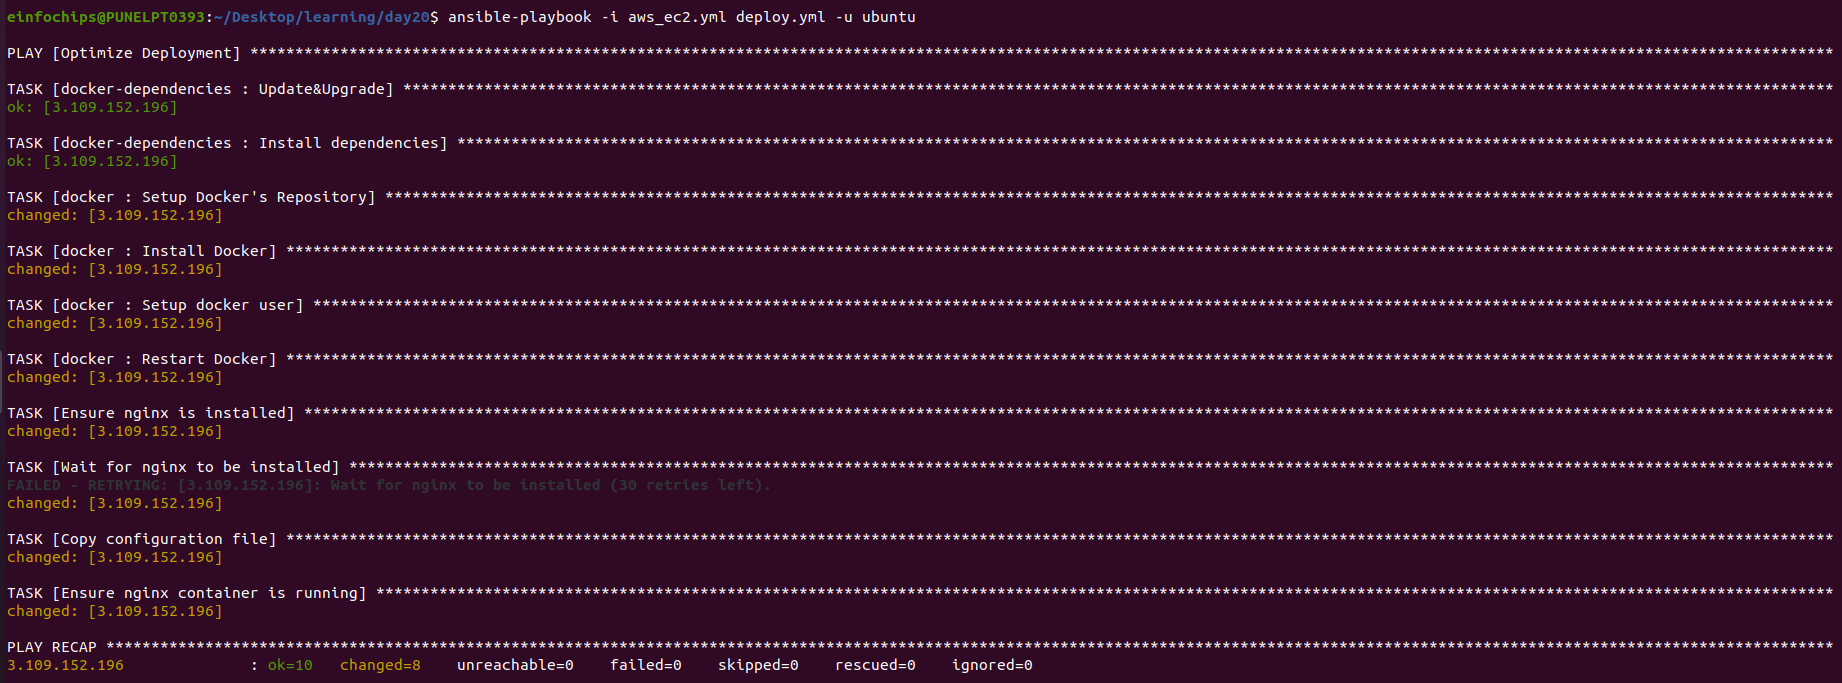 einfochips@PUNELPT0393:~/Desktop/learning/day20$ ansible-playbook -i aws_ec2.yml deploy.yml -u ubuntu
PLAY [Optimize Deployment] ********************************************************************************************************************************************************************************
TASK [docker-dependencies : Update&Upgrade] ***************************************************************************************************************************************************************
ok: [3.109.152.196]
TASK [docker-dependencies : Install dependencies] *********************************************************************************************************************************************************
ok: [3.109.152.196]
TASK [docker : Setup Docker's Repository] *****************************************************************************************************************************************************************
changed: [3.109.152.196]
TASK [docker : Install Docker] ****************************************************************************************************************************************************************************
changed: [3.109.152.196]
TASK [docker : Setup docker user] *************************************************************************************************************************************************************************
changed: [3.109.152.196]
TASK [docker : Restart Docker] ****************************************************************************************************************************************************************************
changed: [3.109.152.196]
TASK [Ensure nginx is installed] **************************************************************************************************************************************************************************
changed: [3.109.152.196]
TASK [Wait for nginx to be installed] *********************************************************************************************************************************************************************
FAILED - RETRYING: [3.109.152.196]: Wait for nginx to be installed (30 retries left).
changed: [3.109.152.196]
TASK [Copy configuration file] ****************************************************************************************************************************************************************************
changed: [3.109.152.196]
TASK [Ensure nginx container is running] ******************************************************************************************************************************************************************
changed: [3.109.152.196]
PLAY RECAP ************************************************************************************************************************************************************************************************
3.109.152.196              : ok=10   changed=8    unreachable=0    failed=0    skipped=0    rescued=0    ignored=0